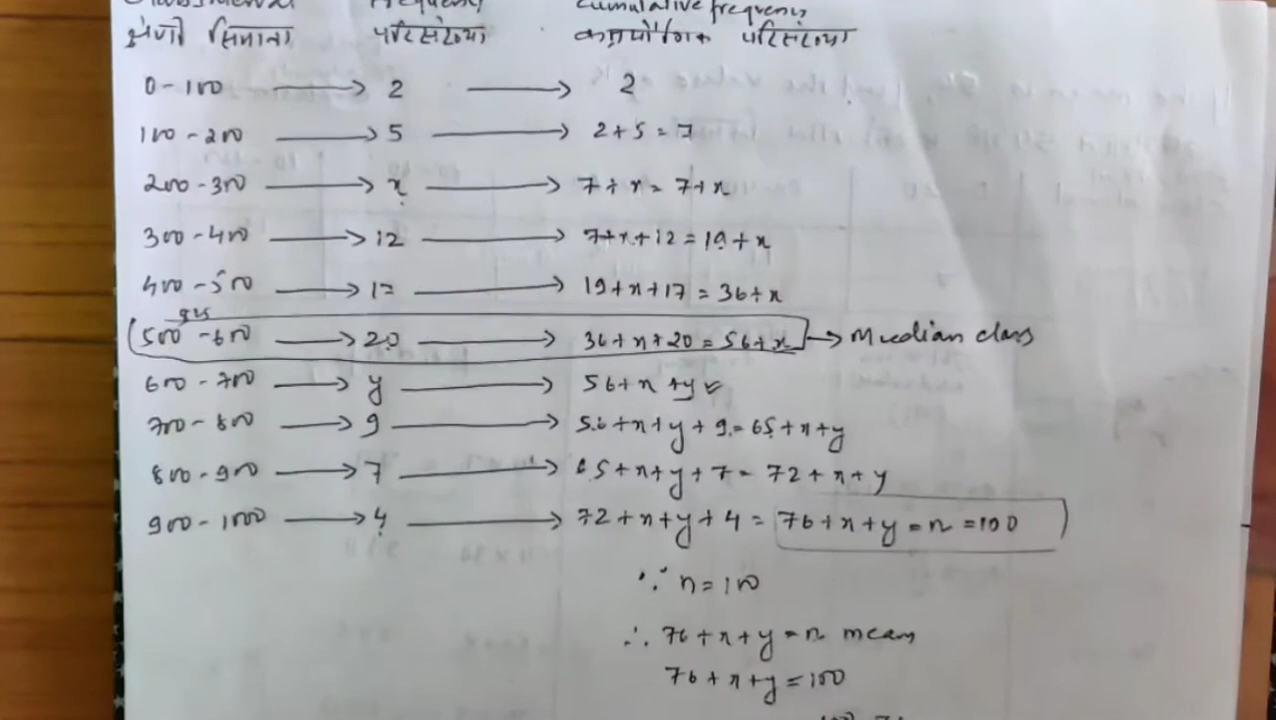 Frequency Cumulative frequency
श्रेणी परिसंख्या परिसंख्या
0-100 → 2 → 2
100-200 → 5 → 2+5=7
200-300 → x → 7+x=7+x
300-400 → 12 → 7+x+12=19+x
400-500 → 17 → 19+x+17=36+x
525
500-600 → 20 → 36+x+20=56+x → Median class
600-700 → y → 56+x+y
700-800 → 9 → 56+x+y+9=65+x+y
800-900 → 7 → 65+x+y+7=72+x+y
900-1000 → 4 → 72+x+y+4=76+x+y=n=100
∵ n=100
∴ 76+x+y=n means
76+x+y=100